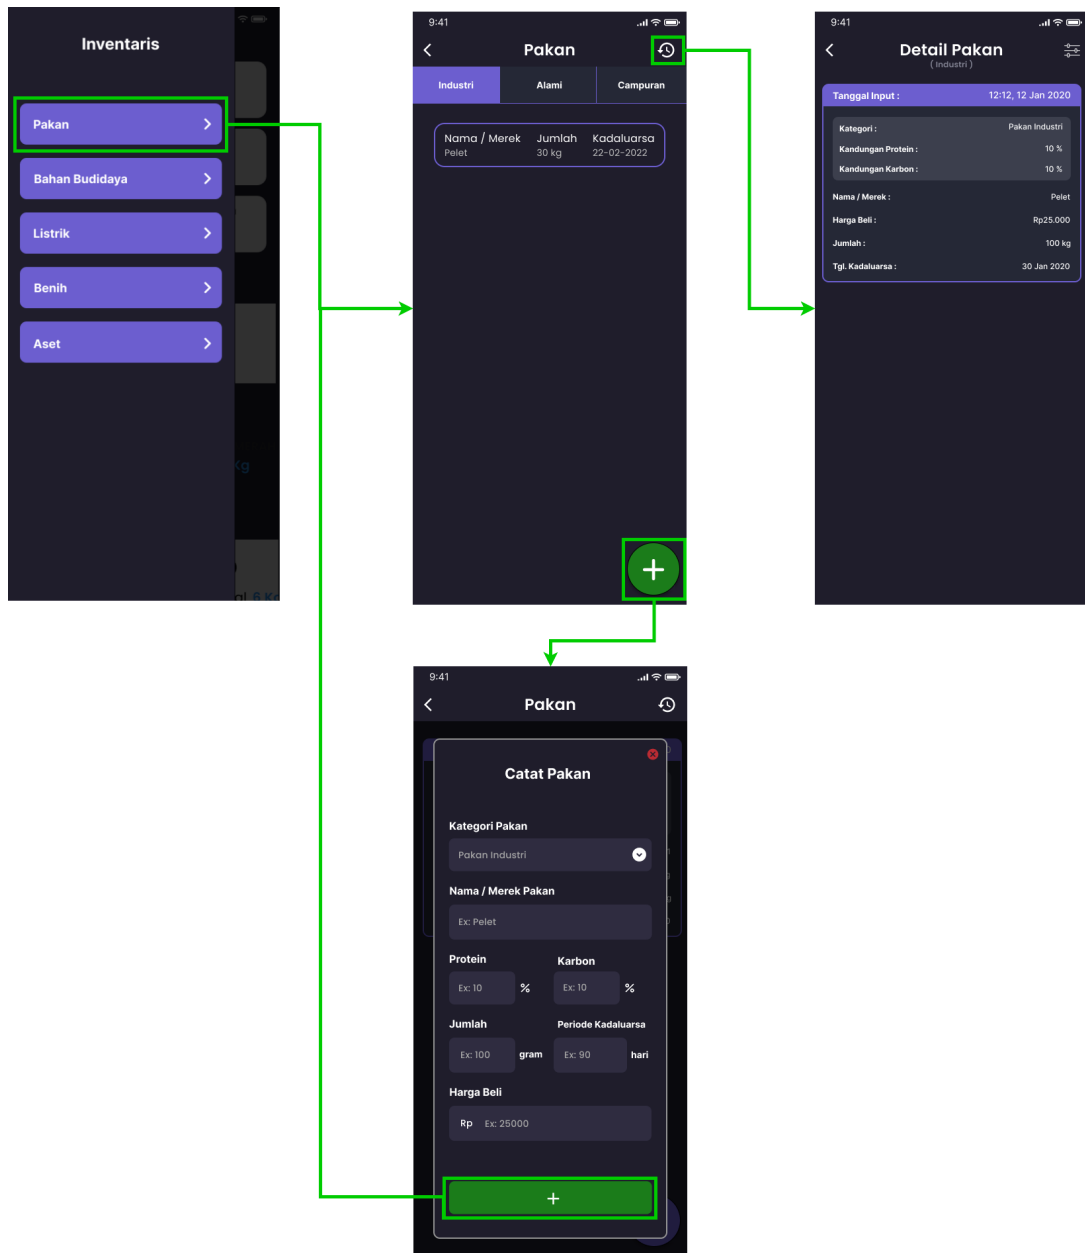 Inventaris
Pakan
Bahan Budidaya
Listrik
Benih
Aset
Kg
al 6 Kg
9:41
Pakan
Industri Alami Campuran
Nama / Merek Jumlah Kadaluarsa
Pelet 30 kg 22-02-2022
9:41
Detail Pakan
( Industri )
Tanggal Input : 12:12, 12 Jan 2020
Kategori : Pakan Industri
Kandungan Protein : 10 %
Kandungan Karbon : 10 %
Nama / Merek : Pelet
Harga Beli : Rp25.000
Jumlah : 100 kg
Tgl. Kadaluarsa : 30 Jan 2020
9:41
Pakan
Catat Pakan
Kategori Pakan
Pakan Industri
Nama / Merek Pakan
Ex: Pelet
Protein Karbon
Ex: 10 % Ex: 10 %
Jumlah Periode Kadaluarsa
Ex: 100 gram Ex: 90 hari
Harga Beli
Rp Ex: 25000